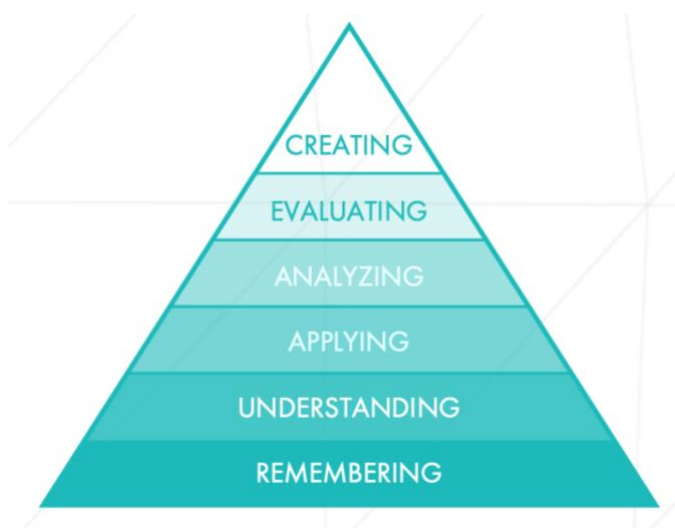 CREATING
EVALUATING
ANALYZING
APPLYING
UNDERSTANDING
REMEMBERING